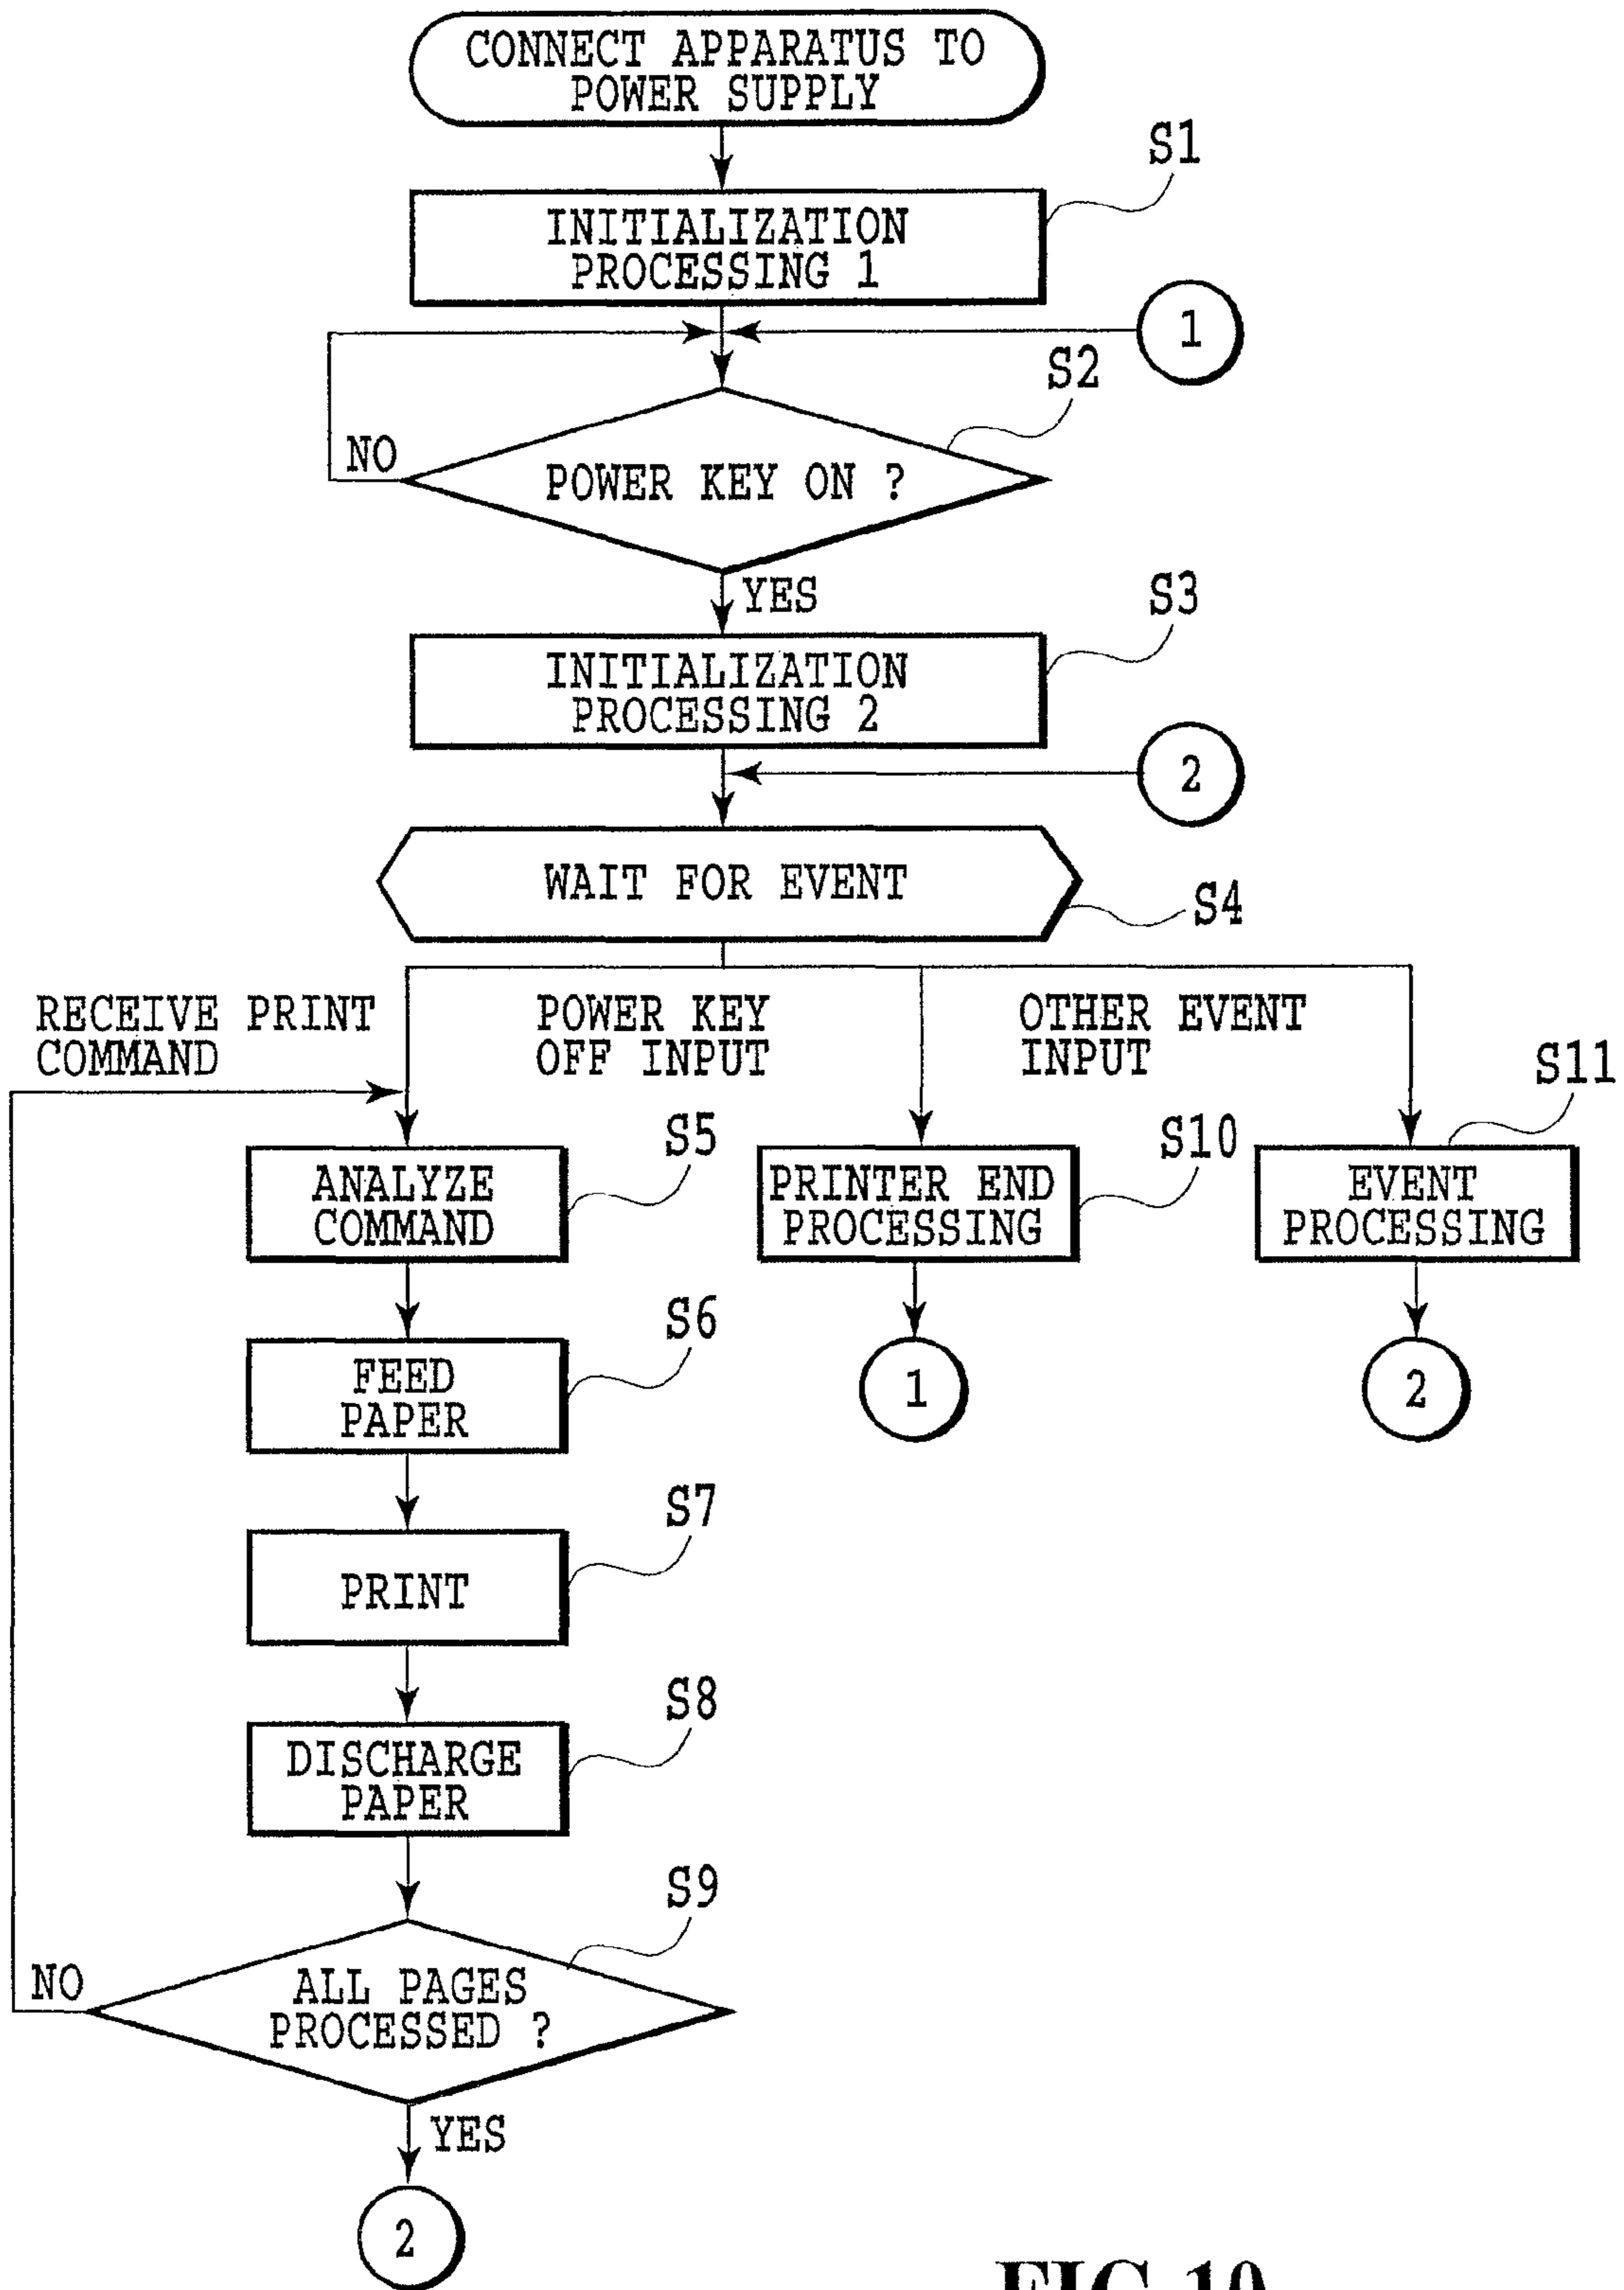 CONNECT APPARATUS TO
POWER SUPPLY
S1
INITIALIZATION
PROCESSING 1
1
S2
NO
POWER KEY ON ?
YES
S3
INITIALIZATION
PROCESSING 2
2
WAIT FOR EVENT
S4
RECEIVE PRINT
COMMAND
POWER KEY
OFF INPUT
OTHER EVENT
INPUT
S5
ANALYZE
COMMAND
S10
PRINTER END
PROCESSING
S11
EVENT
PROCESSING
S6
FEED
PAPER
1
2
S7
PRINT
S8
DISCHARGE
PAPER
S9
NO
ALL PAGES
PROCESSED ?
YES
2
FIG.10